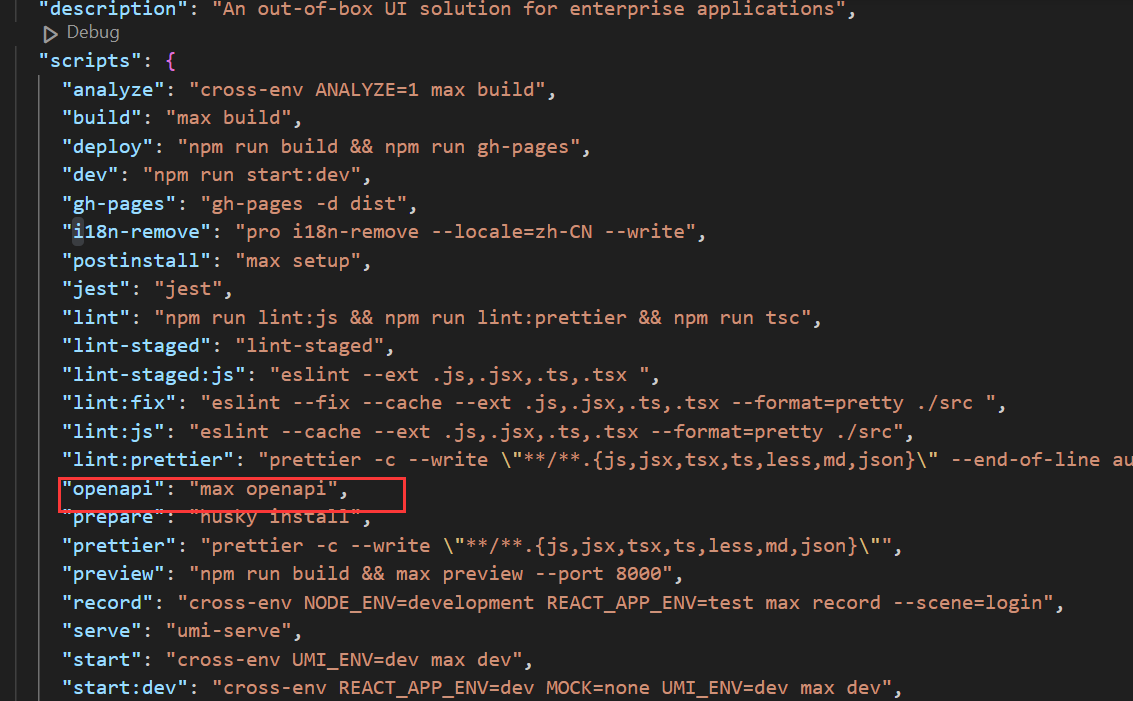 "description": "An out-of-box UI solution for enterprise applications",
Debug
"scripts": {
"analyze": "cross-env ANALYZE=1 max build",
"build": "max build",
"deploy": "npm run build && npm run gh-pages",
"dev": "npm run start:dev",
"gh-pages": "gh-pages -d dist",
"i18n-remove": "pro i18n-remove --locale=zh-CN --write",
"postinstall": "max setup",
"jest": "jest",
"lint": "npm run lint:js && npm run lint:prettier && npm run tsc",
"lint-staged": "lint-staged",
"lint-staged:js": "eslint --ext .js,.jsx,.ts,.tsx ",
"lint:fix": "eslint --fix --cache --ext .js,.jsx,.ts,.tsx --format=pretty ./src ",
"lint:js": "eslint --cache --ext .js,.jsx,.ts,.tsx --format=pretty ./src",
"lint:prettier": "prettier -c --write \"**/**.{js,jsx,tsx,ts,less,md,json}\" --end-of-line au
"openapi": "max openapi",
"prepare": "husky install",
"prettier": "prettier -c --write \"**/**.{js,jsx,tsx,ts,less,md,json}\"",
"preview": "npm run build && max preview --port 8000",
"record": "cross-env NODE_ENV=development REACT_APP_ENV=test max record --scene=login",
"serve": "umi-serve",
"start": "cross-env UMI_ENV=dev max dev",
"start:dev": "cross-env REACT_APP_ENV=dev MOCK=none UMI_ENV=dev max dev",